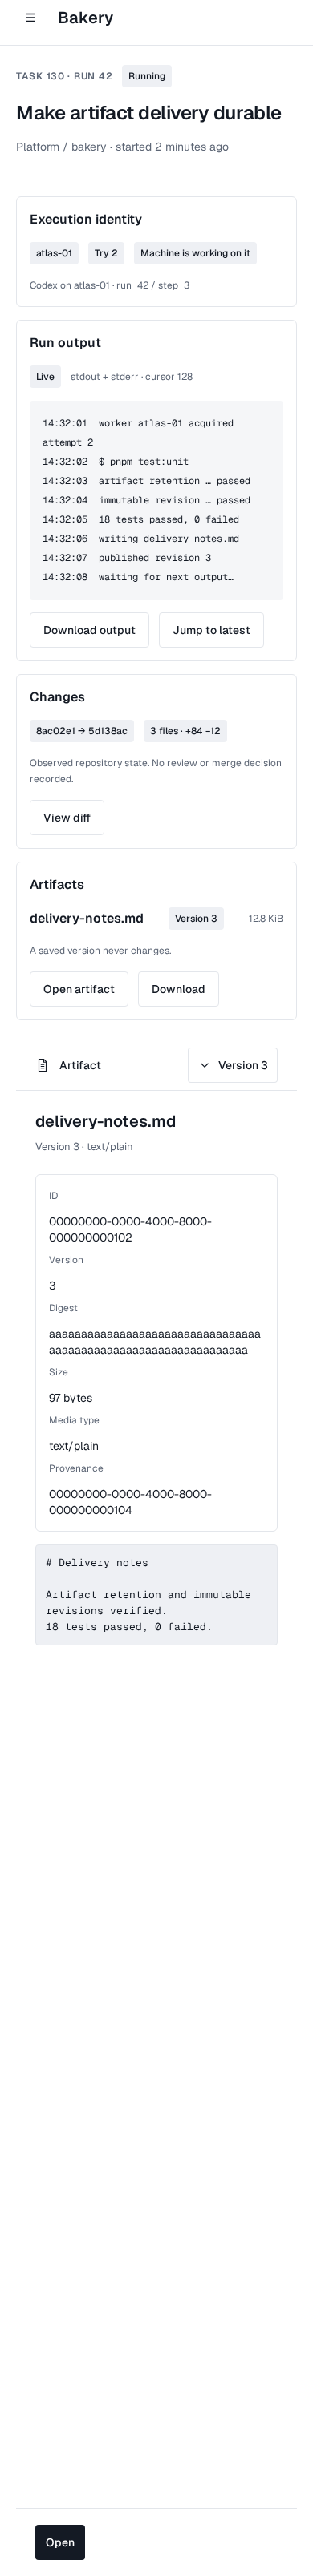 Bakery
TASK 130 · RUN 42 Running
Make artifact delivery durable
Platform / bakery · started 2 minutes ago
Execution identity
atlas-01 Try 2 Machine is working on it
Codex on atlas-01 · run_42 / step_3
Run output
Live stdout + stderr · cursor 128
14:32:01 worker atlas-01 acquired
attempt 2
14:32:02 $ pnpm test:unit
14:32:03 artifact retention … passed
14:32:04 immutable revision … passed
14:32:05 18 tests passed, 0 failed
14:32:06 writing delivery-notes.md
14:32:07 published revision 3
14:32:08 waiting for next output…
Download output Jump to latest
Changes
8ac02e1 → 5d138ac 3 files · +84 −12
Observed repository state. No review or merge decision
recorded.
View diff
Artifacts
delivery-notes.md Version 3 12.8 KiB
A saved version never changes.
Open artifact Download
Artifact Version 3
delivery-notes.md
Version 3 · text/plain
ID
00000000-0000-4000-8000-
000000000102
Version
3
Digest
aaaaaaaaaaaaaaaaaaaaaaaaaaaaaaaaa
aaaaaaaaaaaaaaaaaaaaaaaaaaaaaaa
Size
97 bytes
Media type
text/plain
Provenance
00000000-0000-4000-8000-
000000000104
# Delivery notes
Artifact retention and immutable
revisions verified.
18 tests passed, 0 failed.
Open